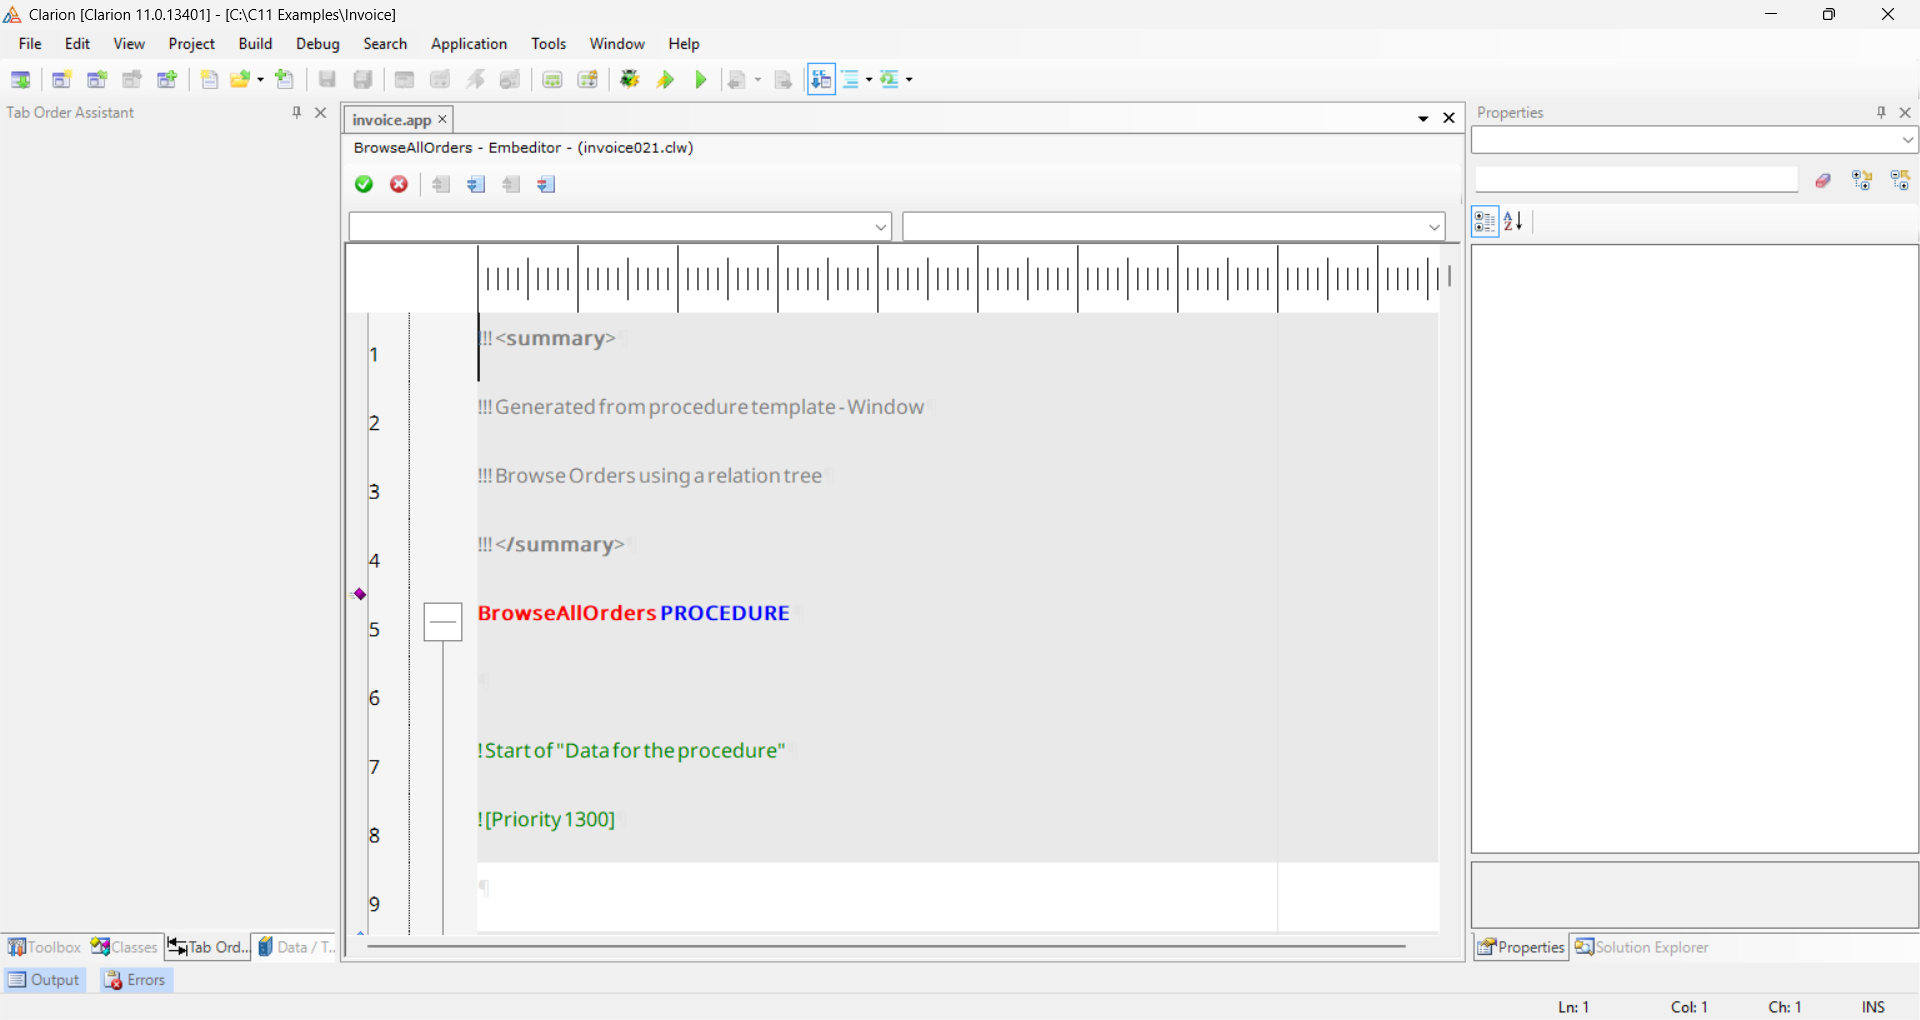 Clarion [Clarion 11.0.13401] - [C:\C11 Examples\Invoice]
File Edit View Project Build Debug Search Application Tools Window Help
Tab Order Assistant
invoice.app
Properties
BrowseAllOrders - Embeditor - (invoice021.clw)
1 !!! <summary>
2 !!! Generated from procedure template - Window
3 !!! Browse Orders using a relation tree
4 !!! </summary>
5 BrowseAllOrders PROCEDURE
6
7 ! Start of "Data for the procedure"
8 ! [Priority 1300]
9
Toolbox Classes Tab Ord... Data / T...
Properties Solution Explorer
Output Errors
Ln: 1 Col: 1 Ch: 1 INS